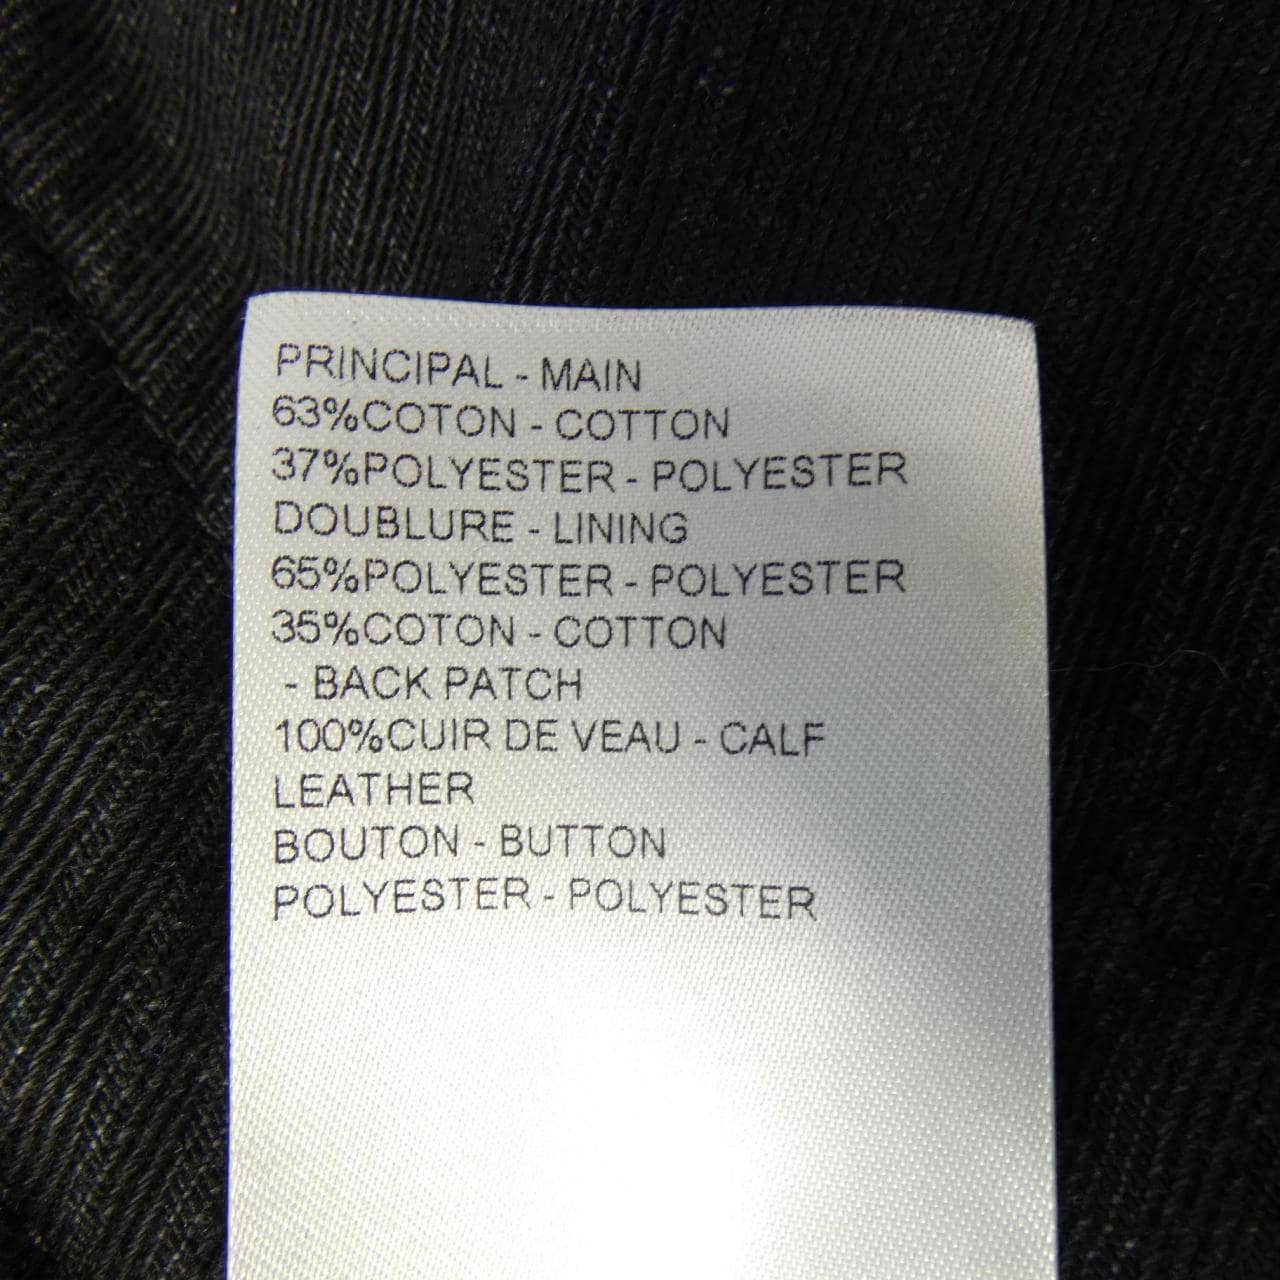 PRINCIPAL - MAIN
63%COTON - COTTON
37%POLYESTER - POLYESTER
DOUBLURE - LINING
65%POLYESTER - POLYESTER
35%COTON - COTTON
- BACK PATCH
100%CUIR DE VEAU - CALF
LEATHER
BOUTON - BUTTON
POLYESTER - POLYESTER